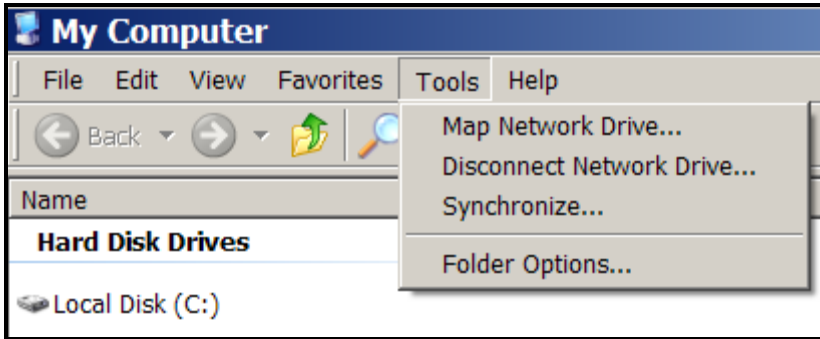 My Computer
File Edit View Favorites Tools Help
Back
Map Network Drive...
Disconnect Network Drive...
Synchronize...
Folder Options...
Name
Hard Disk Drives
Local Disk (C:)